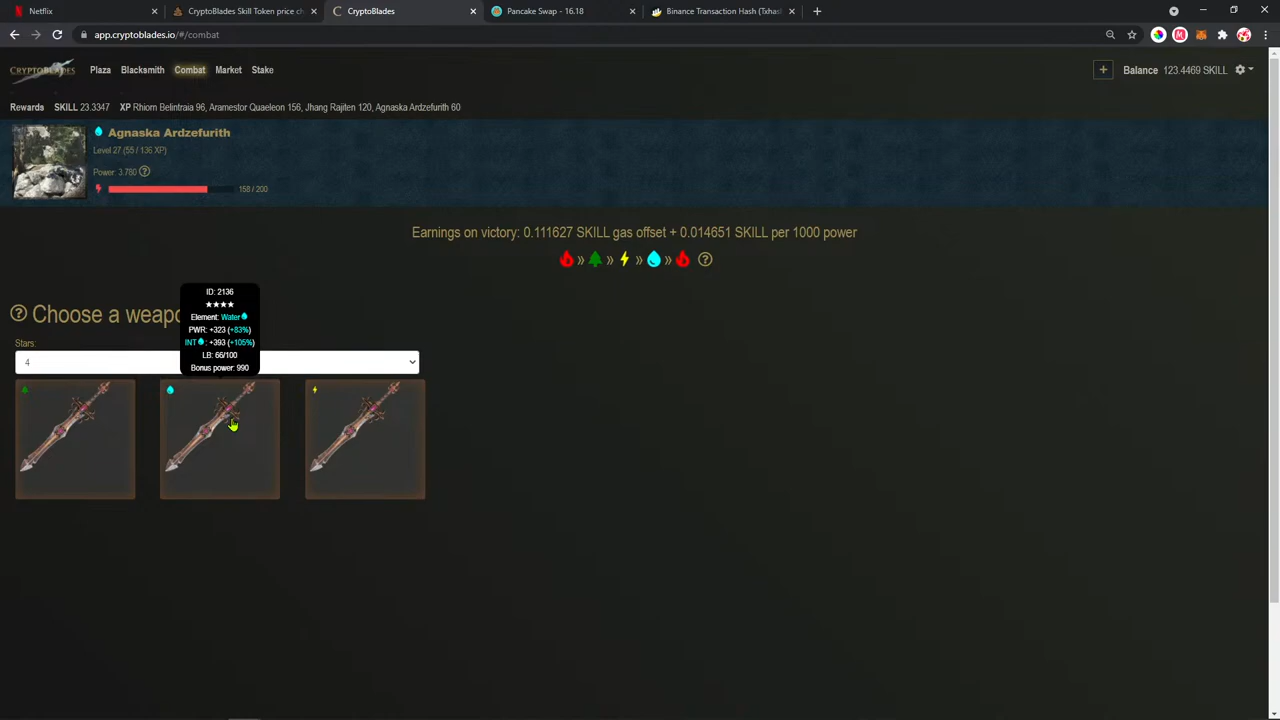 Netflix
CryptoBlades Skill Token price ch
CryptoBlades
Pancake Swap - 16.18
Binance Transaction Hash (Txhas
app.cryptoblades.io/#/combat
CRYPTOBLADES
Plaza
Blacksmith
Combat
Market
Stake
Balance 123.4469 SKILL
Rewards SKILL 23.3347 XP Rhiom Belintraia 96, Aramestor Quaeleon 156, Jhang Rajiten 120, Agnaska Ardzefurith 60
Agnaska Ardzefurith
Level 27 (55 / 136 XP)
Power: 3.780
158 / 200
Earnings on victory: 0.111627 SKILL gas offset + 0.014651 SKILL per 1000 power
ID: 2136
★★★★
Element: Water
PWR: +323 (+83%)
INT: +393 (+105%)
LB: 66/100
Bonus power: 990
Choose a weapo
Stars:
4